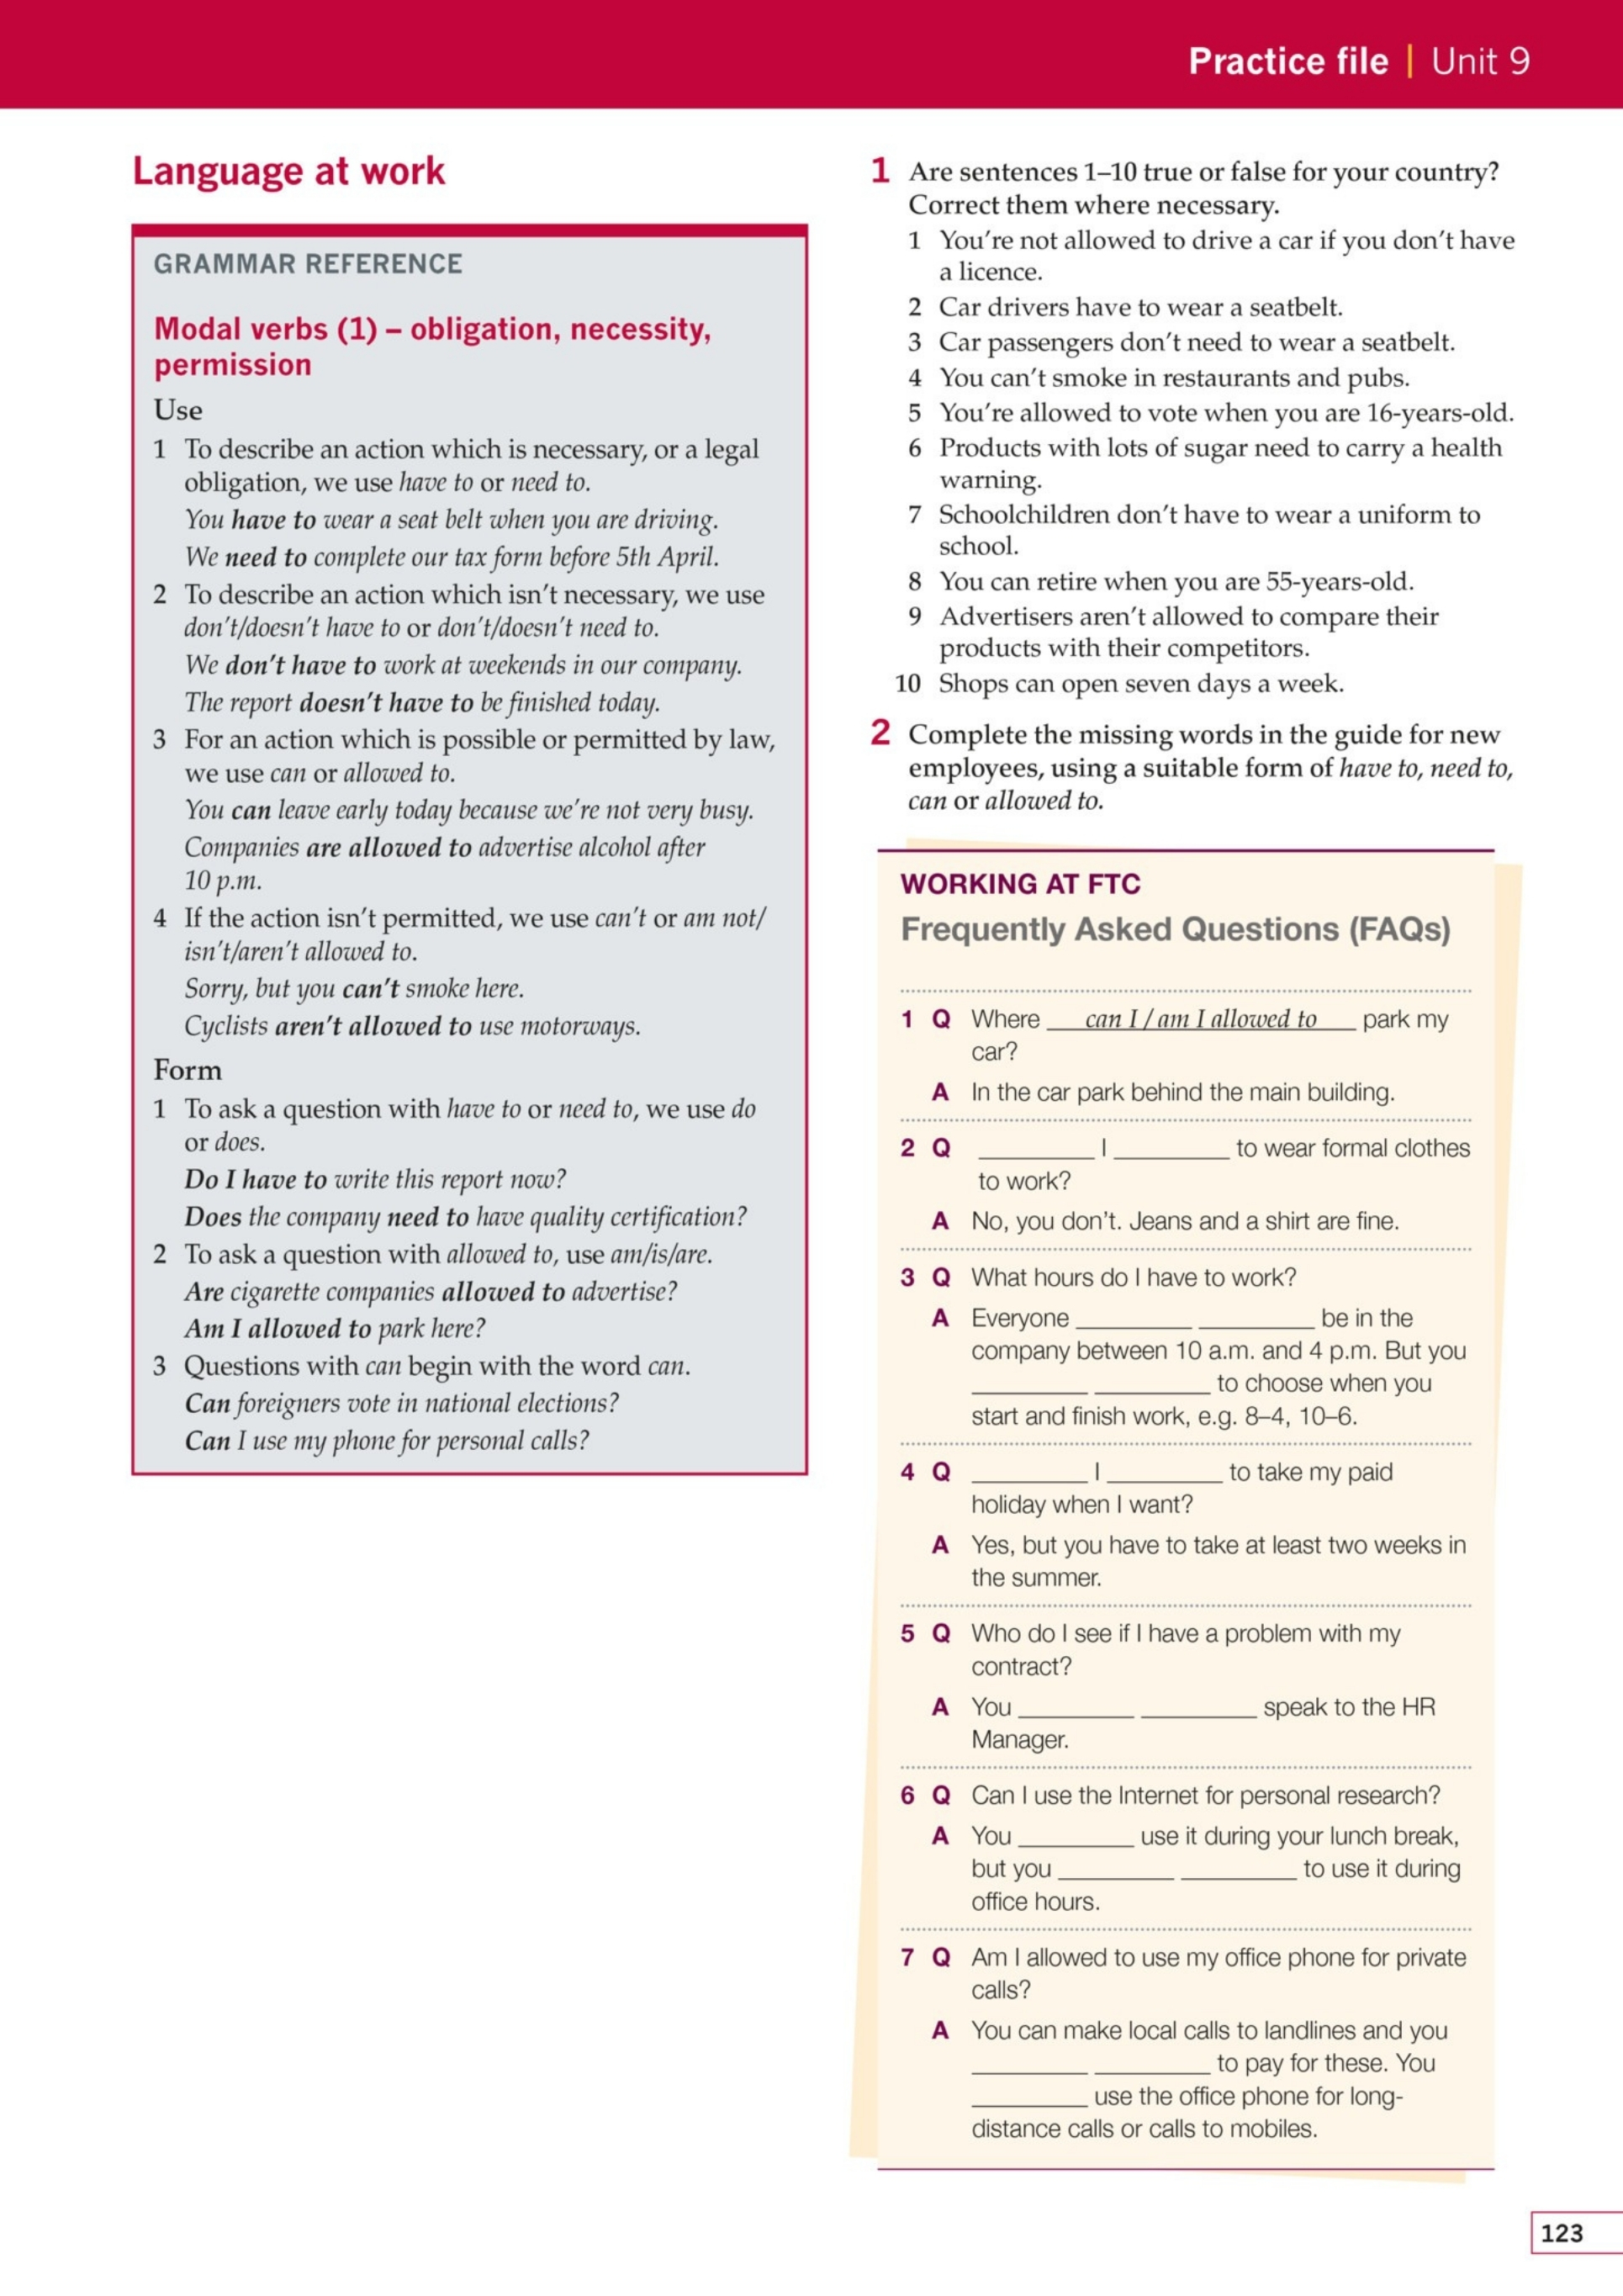 Practice file | Unit 9
Language at work
GRAMMAR REFERENCE
Modal verbs (1) – obligation, necessity,
permission
Use
1 To describe an action which is necessary, or a legal
obligation, we use have to or need to.
You have to wear a seat belt when you are driving.
We need to complete our tax form before 5th April.
2 To describe an action which isn't necessary, we use
don't/doesn't have to or don't/doesn't need to.
We don't have to work at weekends in our company.
The report doesn't have to be finished today.
3 For an action which is possible or permitted by law,
we use can or allowed to.
You can leave early today because we're not very busy.
Companies are allowed to advertise alcohol after
10 p.m.
4 If the action isn't permitted, we use can't or am not/
isn't/aren't allowed to.
Sorry, but you can't smoke here.
Cyclists aren't allowed to use motorways.
Form
1 To ask a question with have to or need to, we use do
or does.
Do I have to write this report now?
Does the company need to have quality certification?
2 To ask a question with allowed to, use am/is/are.
Are cigarette companies allowed to advertise?
Am I allowed to park here?
3 Questions with can begin with the word can.
Can foreigners vote in national elections?
Can I use my phone for personal calls?
1 Are sentences 1–10 true or false for your country?
Correct them where necessary.
1 You're not allowed to drive a car if you don't have
a licence.
2 Car drivers have to wear a seatbelt.
3 Car passengers don't need to wear a seatbelt.
4 You can't smoke in restaurants and pubs.
5 You're allowed to vote when you are 16-years-old.
6 Products with lots of sugar need to carry a health
warning.
7 Schoolchildren don't have to wear a uniform to
school.
8 You can retire when you are 55-years-old.
9 Advertisers aren't allowed to compare their
products with their competitors.
10 Shops can open seven days a week.
2 Complete the missing words in the guide for new
employees, using a suitable form of have to, need to,
can or allowed to.
WORKING AT FTC
Frequently Asked Questions (FAQs)
1 Q Where can I / am I allowed to park my
car?
A In the car park behind the main building.
2 Q ________ I ________ to wear formal clothes
to work?
A No, you don't. Jeans and a shirt are fine.
3 Q What hours do I have to work?
A Everyone ________ ________ be in the
company between 10 a.m. and 4 p.m. But you
________ ________ to choose when you
start and finish work, e.g. 8–4, 10–6.
4 Q ________ I ________ to take my paid
holiday when I want?
A Yes, but you have to take at least two weeks in
the summer.
5 Q Who do I see if I have a problem with my
contract?
A You ________ ________ speak to the HR
Manager.
6 Q Can I use the Internet for personal research?
A You ________ use it during your lunch break,
but you ________ ________ to use it during
office hours.
7 Q Am I allowed to use my office phone for private
calls?
A You can make local calls to landlines and you
________ ________ to pay for these. You
________ use the office phone for long-
distance calls or calls to mobiles.
123